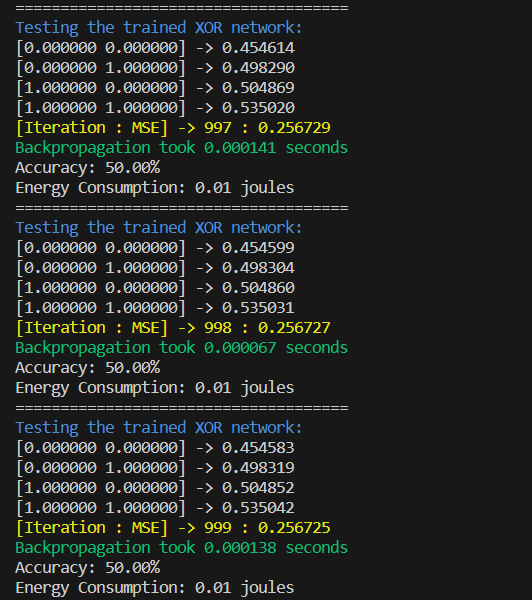 =====================================
Testing the trained XOR network:
[0.000000 0.000000] -> 0.454614
[0.000000 1.000000] -> 0.498290
[1.000000 0.000000] -> 0.504869
[1.000000 1.000000] -> 0.535020
[Iteration : MSE] -> 997 : 0.256729
Backpropagation took 0.000141 seconds
Accuracy: 50.00%
Energy Consumption: 0.01 joules
=====================================
Testing the trained XOR network:
[0.000000 0.000000] -> 0.454599
[0.000000 1.000000] -> 0.498304
[1.000000 0.000000] -> 0.504860
[1.000000 1.000000] -> 0.535031
[Iteration : MSE] -> 998 : 0.256727
Backpropagation took 0.000067 seconds
Accuracy: 50.00%
Energy Consumption: 0.01 joules
=====================================
Testing the trained XOR network:
[0.000000 0.000000] -> 0.454583
[0.000000 1.000000] -> 0.498319
[1.000000 0.000000] -> 0.504852
[1.000000 1.000000] -> 0.535042
[Iteration : MSE] -> 999 : 0.256725
Backpropagation took 0.000138 seconds
Accuracy: 50.00%
Energy Consumption: 0.01 joules